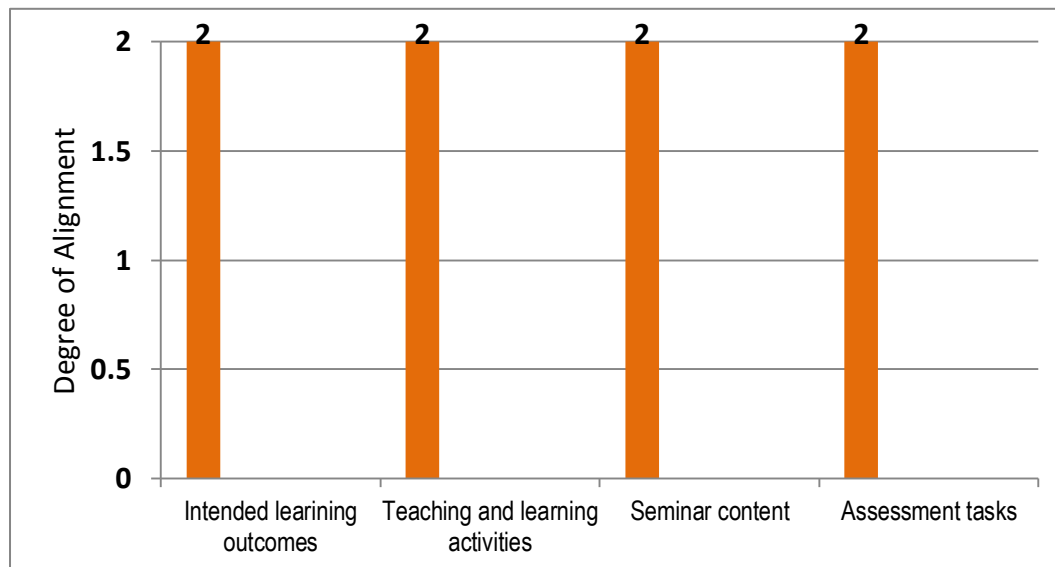 2 2 2 2
2
1.5
1
0.5
0
Degree of Alignment
Intended learining
outcomes
Teaching and learning
activities
Seminar content
Assessment tasks